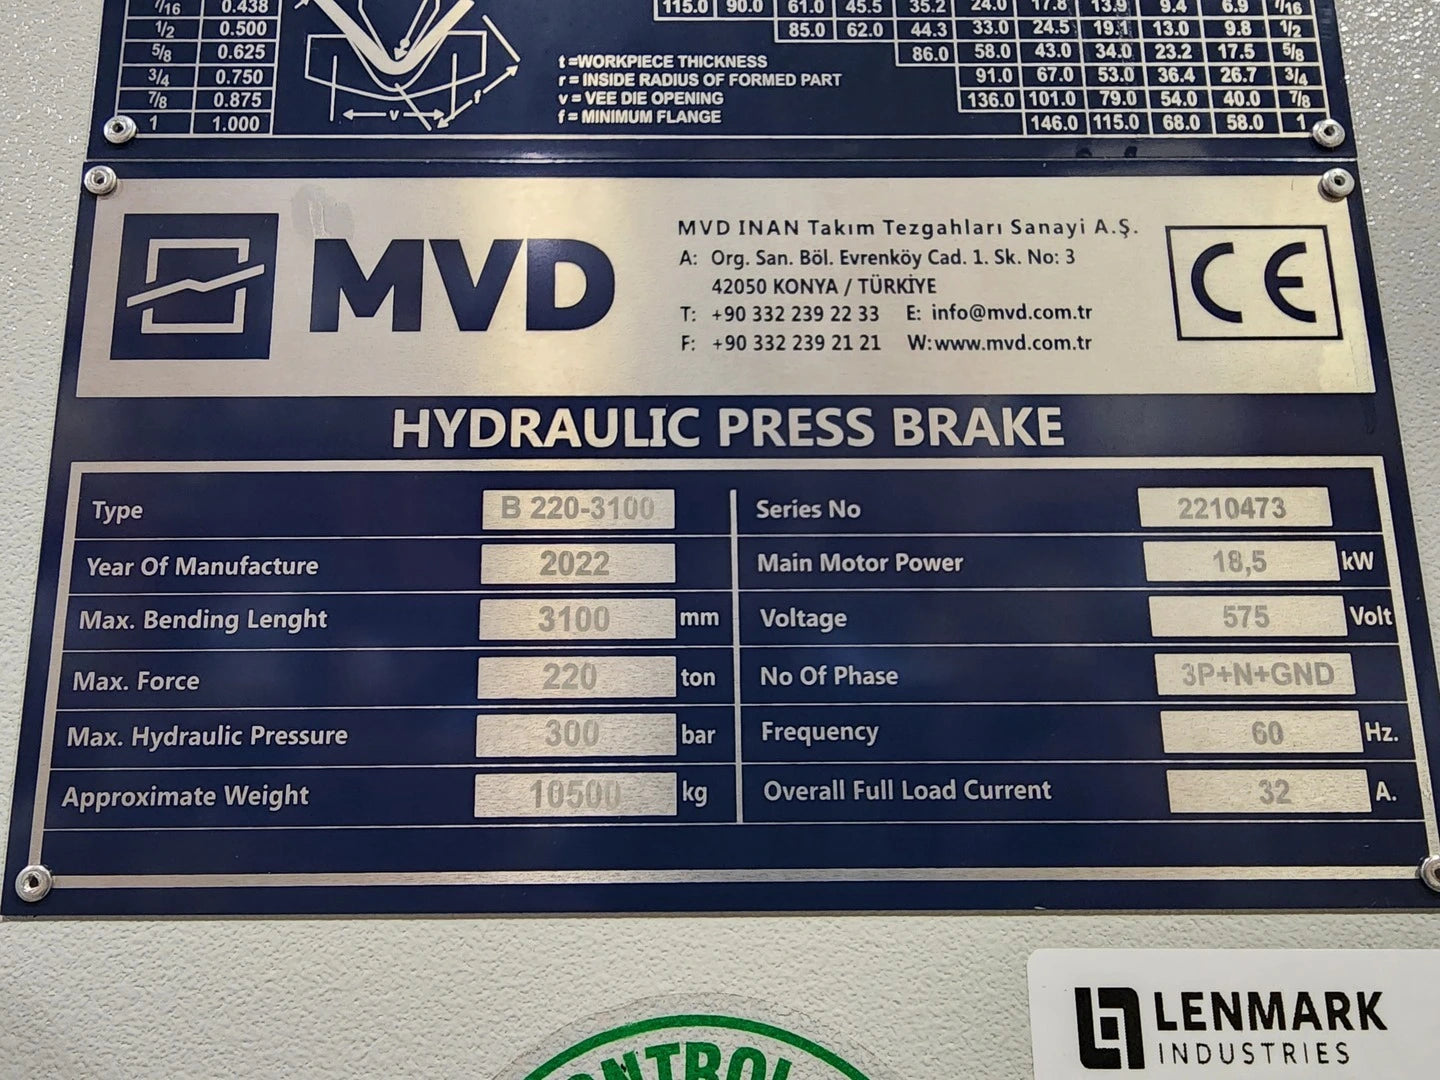 7/16 0.438 115.0 90.0 61.0 45.5 35.2 24.0 17.8 13.9 9.4 6.9 7/16
1/2 0.500 85.0 62.0 44.3 33.0 24.5 19.1 13.0 9.8 1/2
5/8 0.625 86.0 58.0 43.0 34.0 23.2 17.5 5/8
3/4 0.750 91.0 67.0 53.0 36.4 26.7 3/4
7/8 0.875 136.0 101.0 79.0 54.0 40.0 7/8
1 1.000 146.0 115.0 68.0 58.0 1
t =WORKPIECE THICKNESS
r = INSIDE RADIUS OF FORMED PART
v = VEE DIE OPENING
f = MINIMUM FLANGE
v f
MVD
MVD INAN Takım Tezgahları Sanayi A.Ş.
A: Org. San. Böl. Evrenköy Cad. 1. Sk. No: 3
42050 KONYA / TÜRKİYE
T: +90 332 239 22 33 E: info@mvd.com.tr
F: +90 332 239 21 21 W:www.mvd.com.tr
CE
HYDRAULIC PRESS BRAKE
Type B 220-3100 Series No 2210473
Year Of Manufacture 2022 Main Motor Power 18,5 kW
Max. Bending Lenght 3100 mm Voltage 575 Volt
Max. Force 220 ton No Of Phase 3P+N+GND
Max. Hydraulic Pressure 300 bar Frequency 60 Hz.
Approximate Weight 10500 kg Overall Full Load Current 32 A.
LENMARK
INDUSTRIES